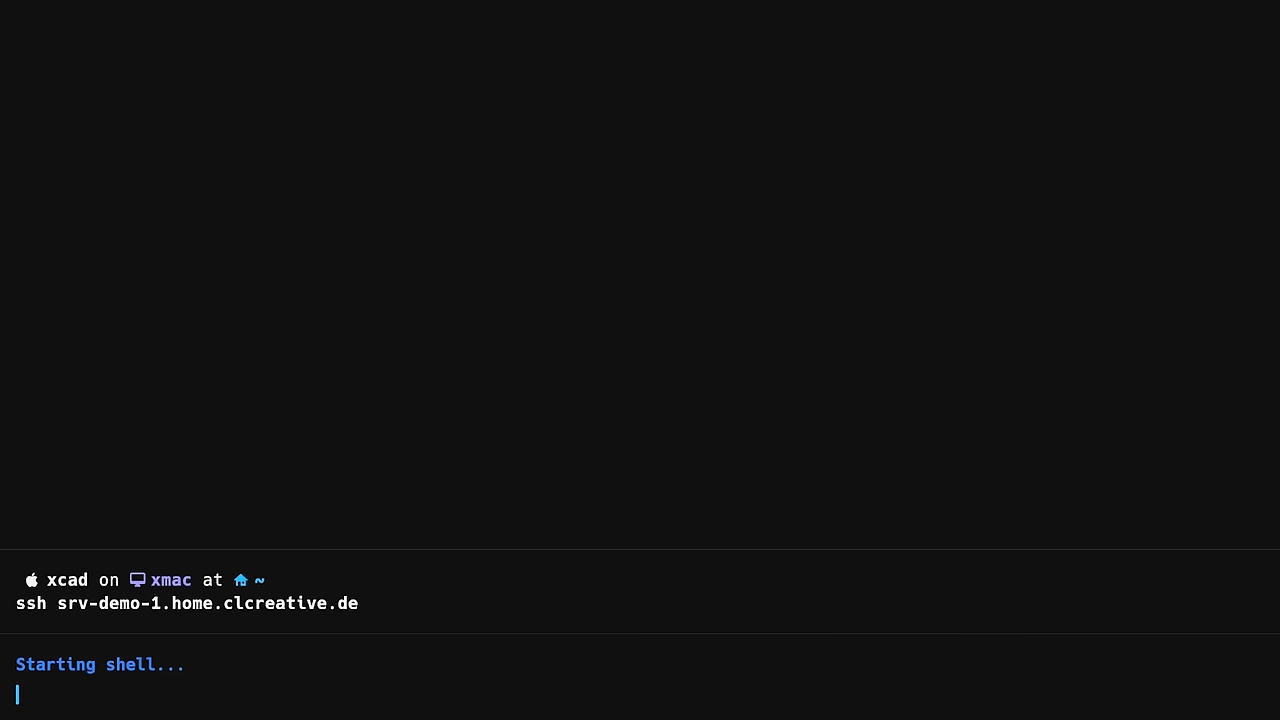 xcad on xmac at ~
ssh srv-demo-1.home.clcreative.de
Starting shell...